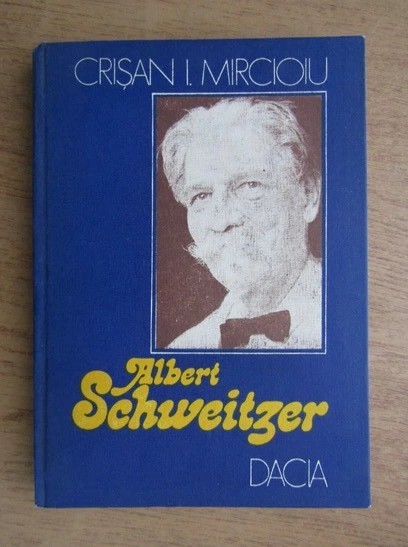 CRIȘAN I. MIRCIOIU
Albert
Schweitzer
DACIA